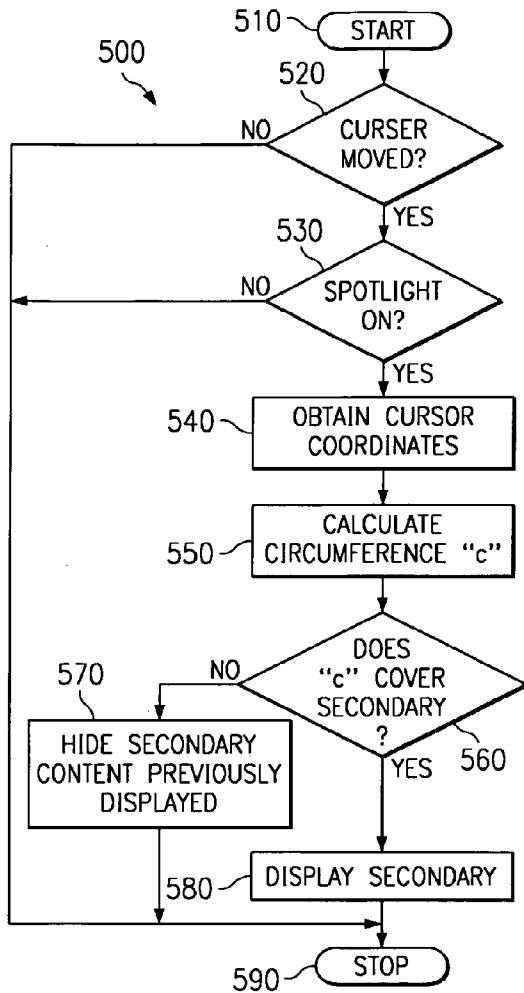 510
START
500
520
NO
CURSER
MOVED?
YES
530
NO
SPOTLIGHT
ON?
YES
540
OBTAIN CURSOR
COORDINATES
550
CALCULATE
CIRCUMFERENCE "c"
DOES
"c" COVER
SECONDARY
?
NO
560
YES
570
HIDE SECONDARY
CONTENT PREVIOUSLY
DISPLAYED
580
DISPLAY SECONDARY
590
STOP